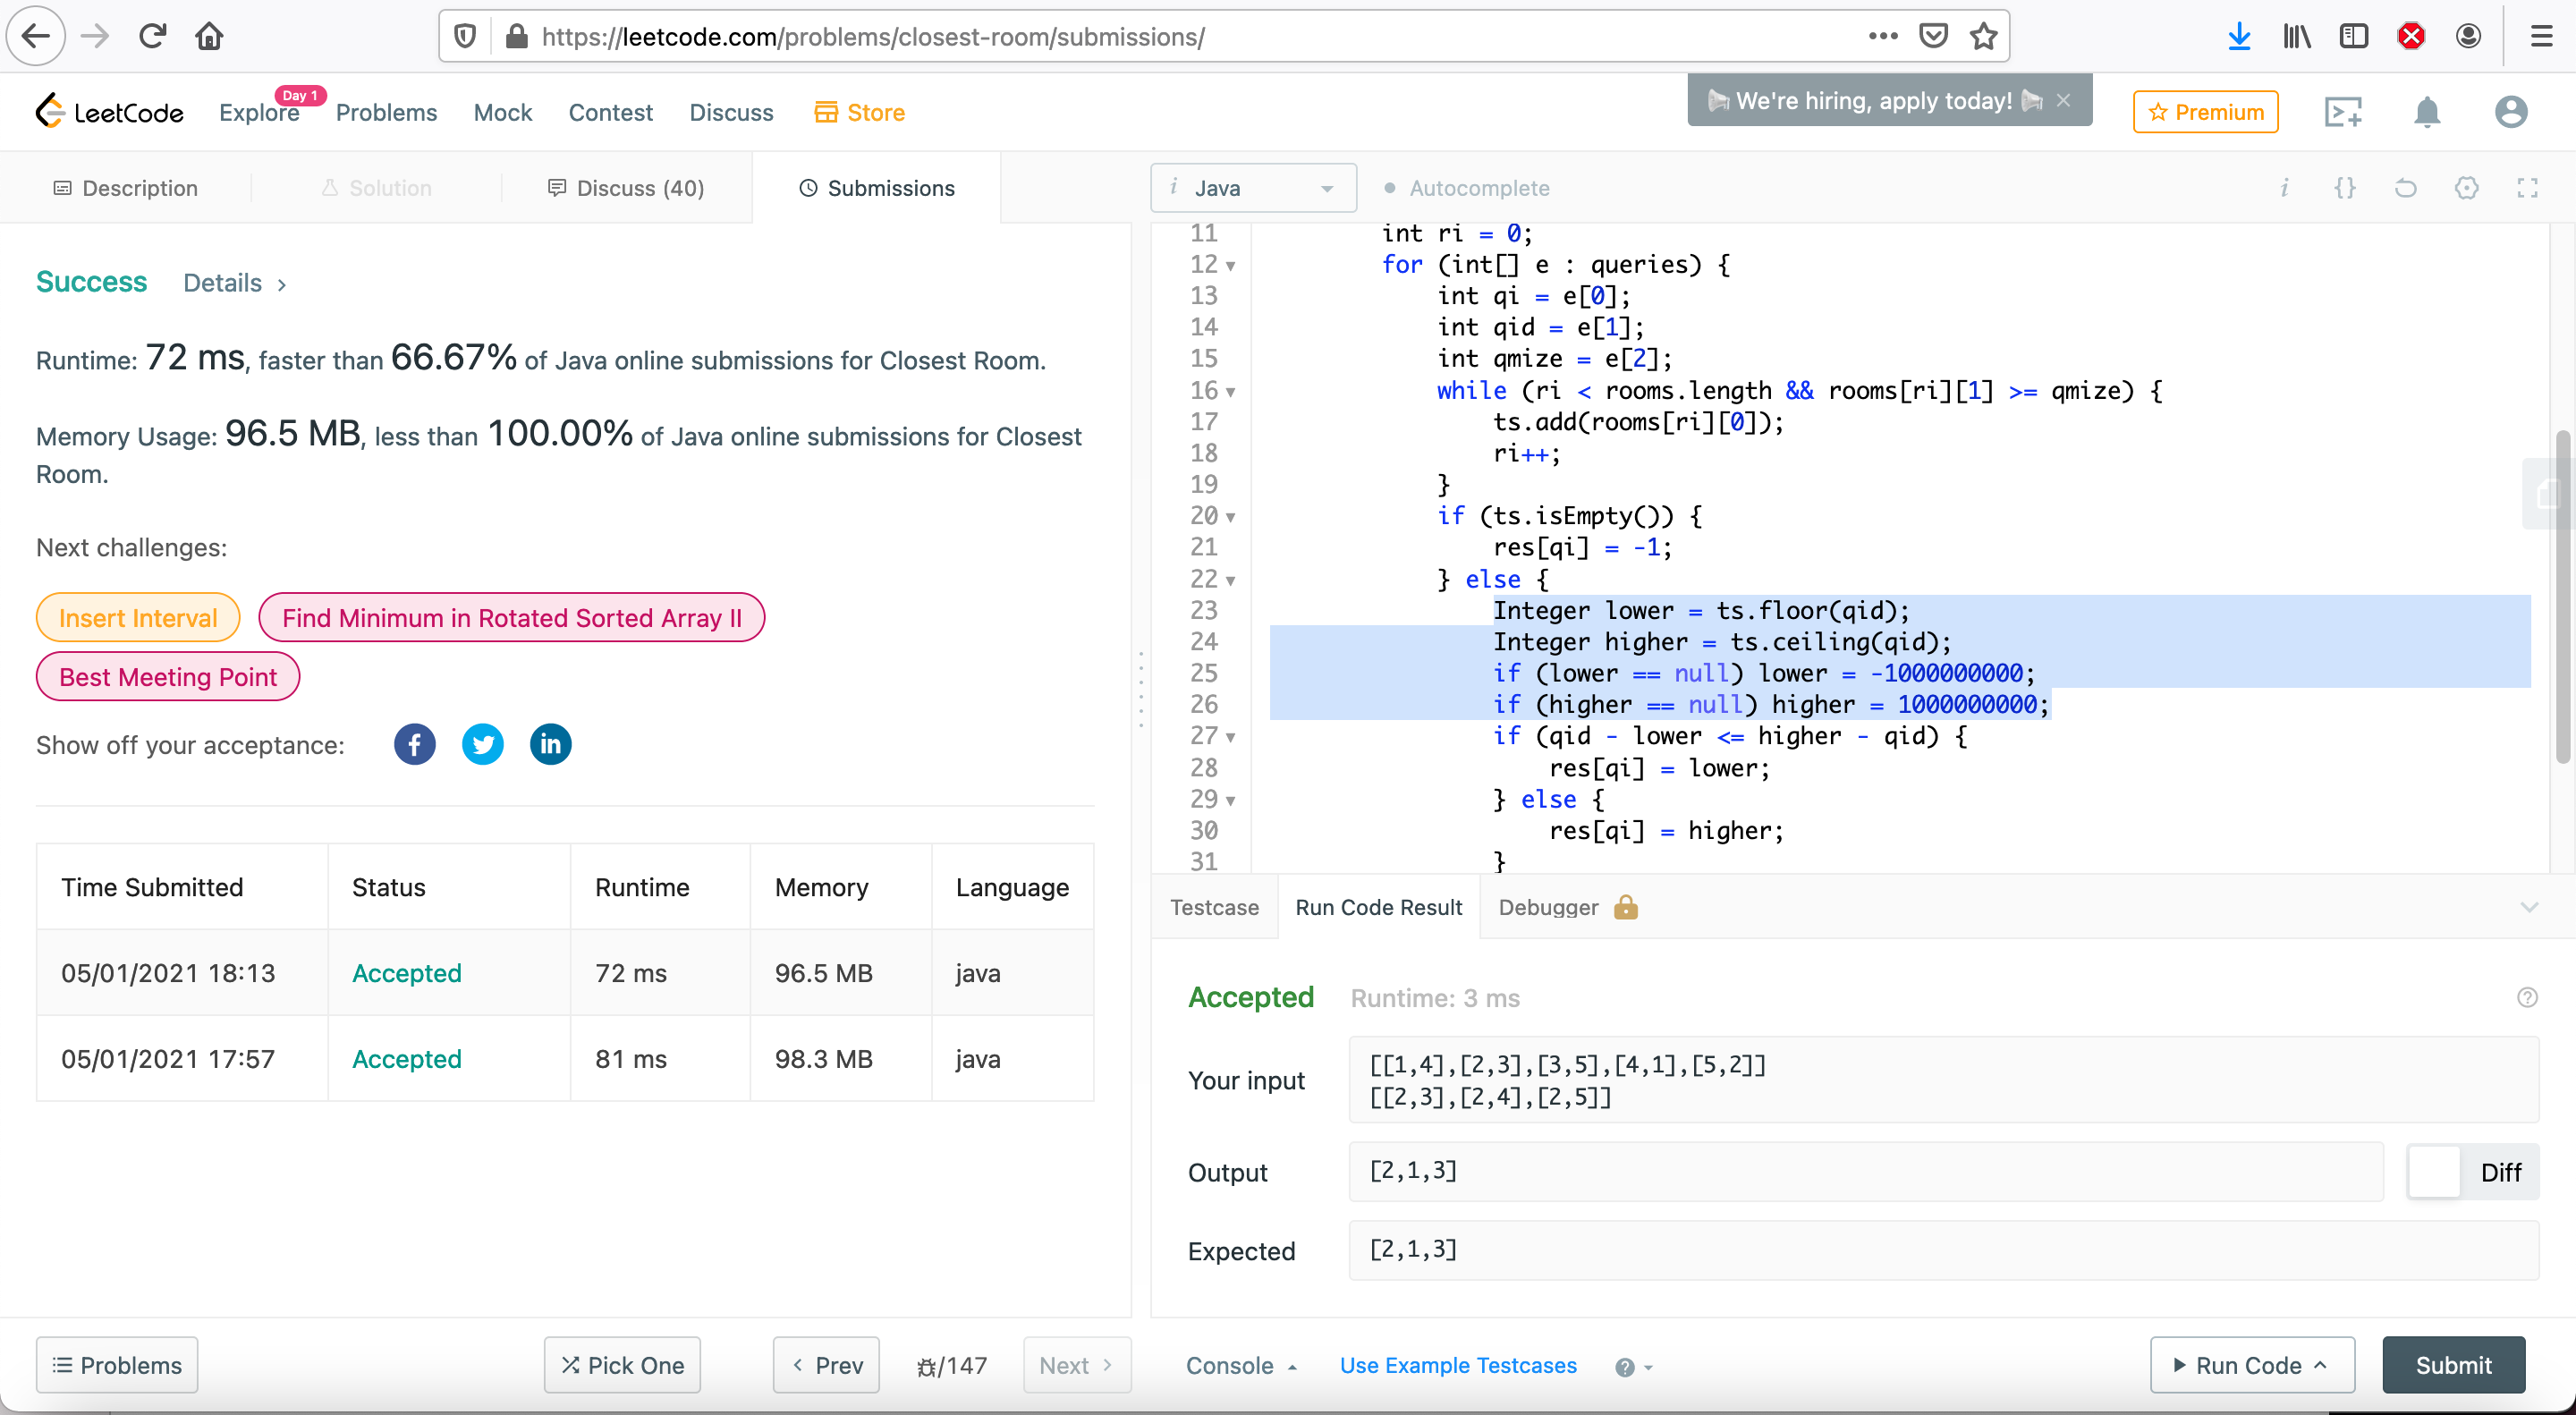 https://leetcode.com/problems/closest-room/submissions/
LeetCode
Explore
Day 1
Problems
Mock
Contest
Discuss
Store
We're hiring, apply today!
Premium
Description
Solution
Discuss (40)
Submissions
i Java
Autocomplete
Success
Details
Runtime: 72 ms, faster than 66.67% of Java online submissions for Closest Room.
Memory Usage: 96.5 MB, less than 100.00% of Java online submissions for Closest
Room.
Next challenges:
Insert Interval
Find Minimum in Rotated Sorted Array II
Best Meeting Point
Show off your acceptance:
Time Submitted Status Runtime Memory Language
05/01/2021 18:13 Accepted 72 ms 96.5 MB java
05/01/2021 17:57 Accepted 81 ms 98.3 MB java
11 int ri = 0;
12 for (int[] e : queries) {
13 int qi = e[0];
14 int qid = e[1];
15 int qmize = e[2];
16 while (ri < rooms.length && rooms[ri][1] >= qmize) {
17 ts.add(rooms[ri][0]);
18 ri++;
19 }
20 if (ts.isEmpty()) {
21 res[qi] = -1;
22 } else {
23 Integer lower = ts.floor(qid);
24 Integer higher = ts.ceiling(qid);
25 if (lower == null) lower = -1000000000;
26 if (higher == null) higher = 1000000000;
27 if (qid - lower <= higher - qid) {
28 res[qi] = lower;
29 } else {
30 res[qi] = higher;
31 }
Testcase
Run Code Result
Debugger
Accepted
Runtime: 3 ms
Your input
[[1,4],[2,3],[3,5],[4,1],[5,2]]
[[2,3],[2,4],[2,5]]
Output
[2,1,3]
Diff
Expected
[2,1,3]
Problems
Pick One
Prev
/147
Next
Console
Use Example Testcases
Run Code
Submit